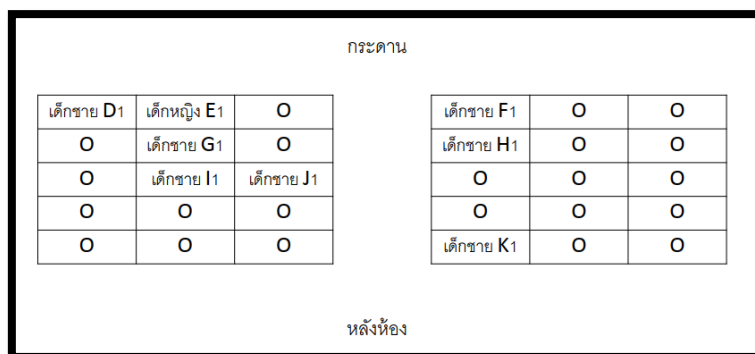 กระดาน
เด็กชาย D1 เด็กหญิง E1 O เด็กชาย F1 O O
O เด็กชาย G1 O เด็กชาย H1 O O
O เด็กชาย I1 เด็กชาย J1 O O O
O O O O O O
O O O เด็กชาย K1 O O
หลังห้อง